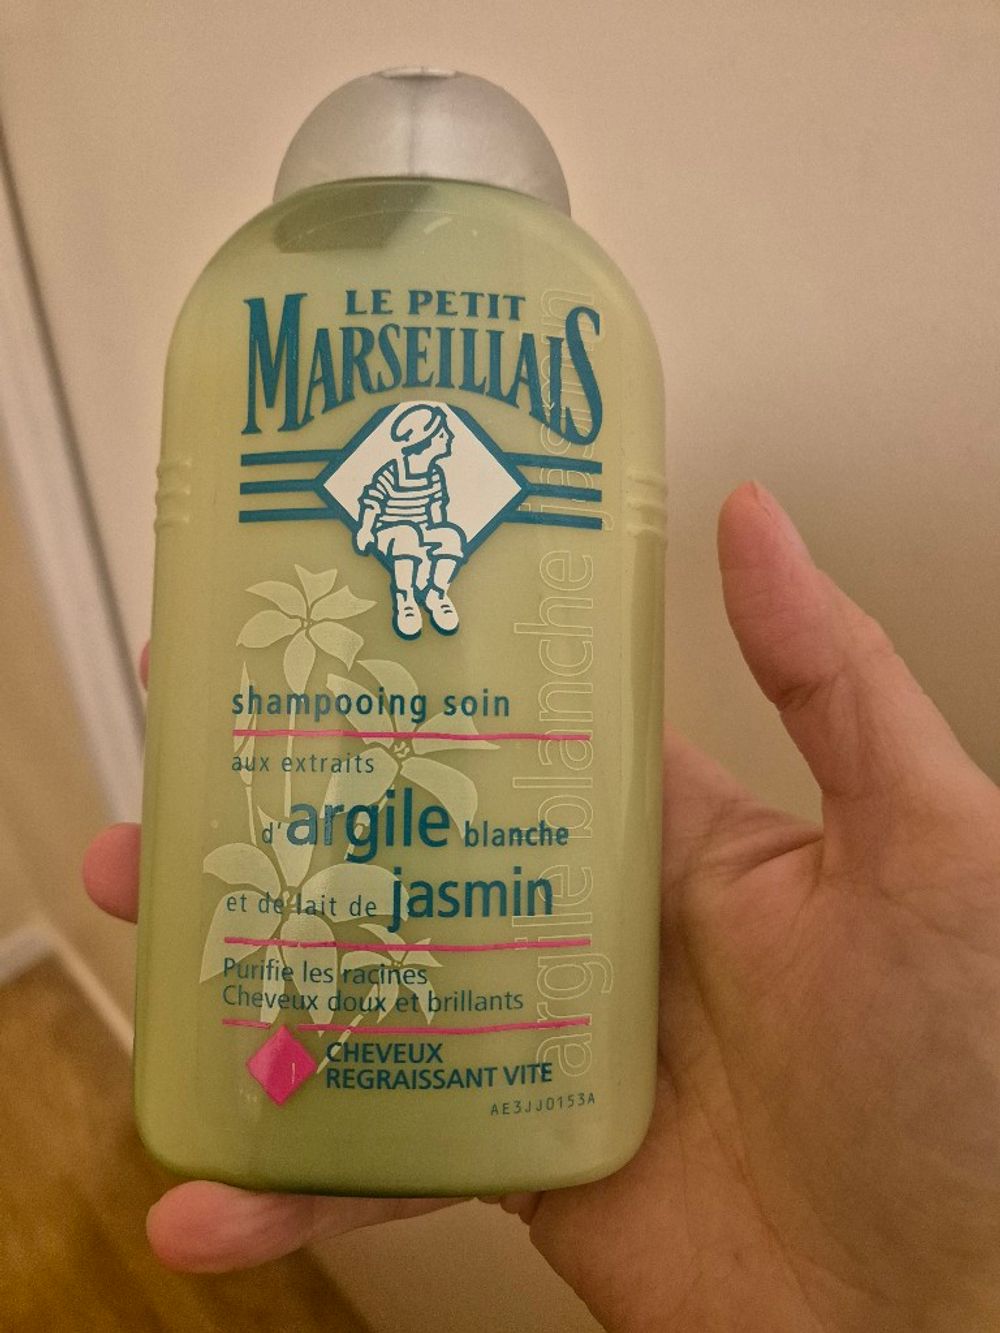 LE PETIT
MARSEILLAIS
shampooing soin
aux extraits
d'argile blanche
et de lait de jasmin
Purifie les racines
Cheveux doux et brillants
CHEVEUX
REGRAISSANT VITE
AE3JJ0153A
argile blanche jasmin